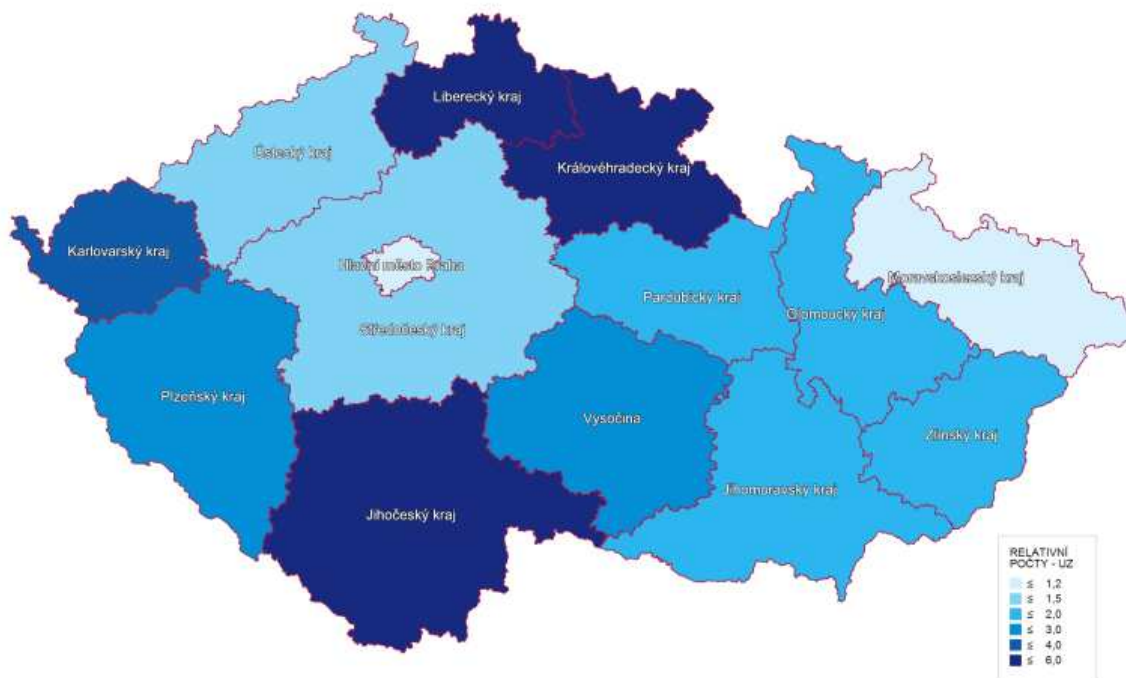 Liberecký kraj
Ústecký kraj
Královéhradecký kraj
Karlovarský kraj
Hlavní město Praha
Moravskoslezský kraj
Pardubický kraj
Olomoucký kraj
Středočeský kraj
Plzeňský kraj
Vysočina
Zlínský kraj
Jihomoravský kraj
Jihočeský kraj
RELATIVNÍ
POČTY - UZ
≤ 1,2
≤ 1,5
≤ 2,0
≤ 3,0
≤ 4,0
≤ 6,0